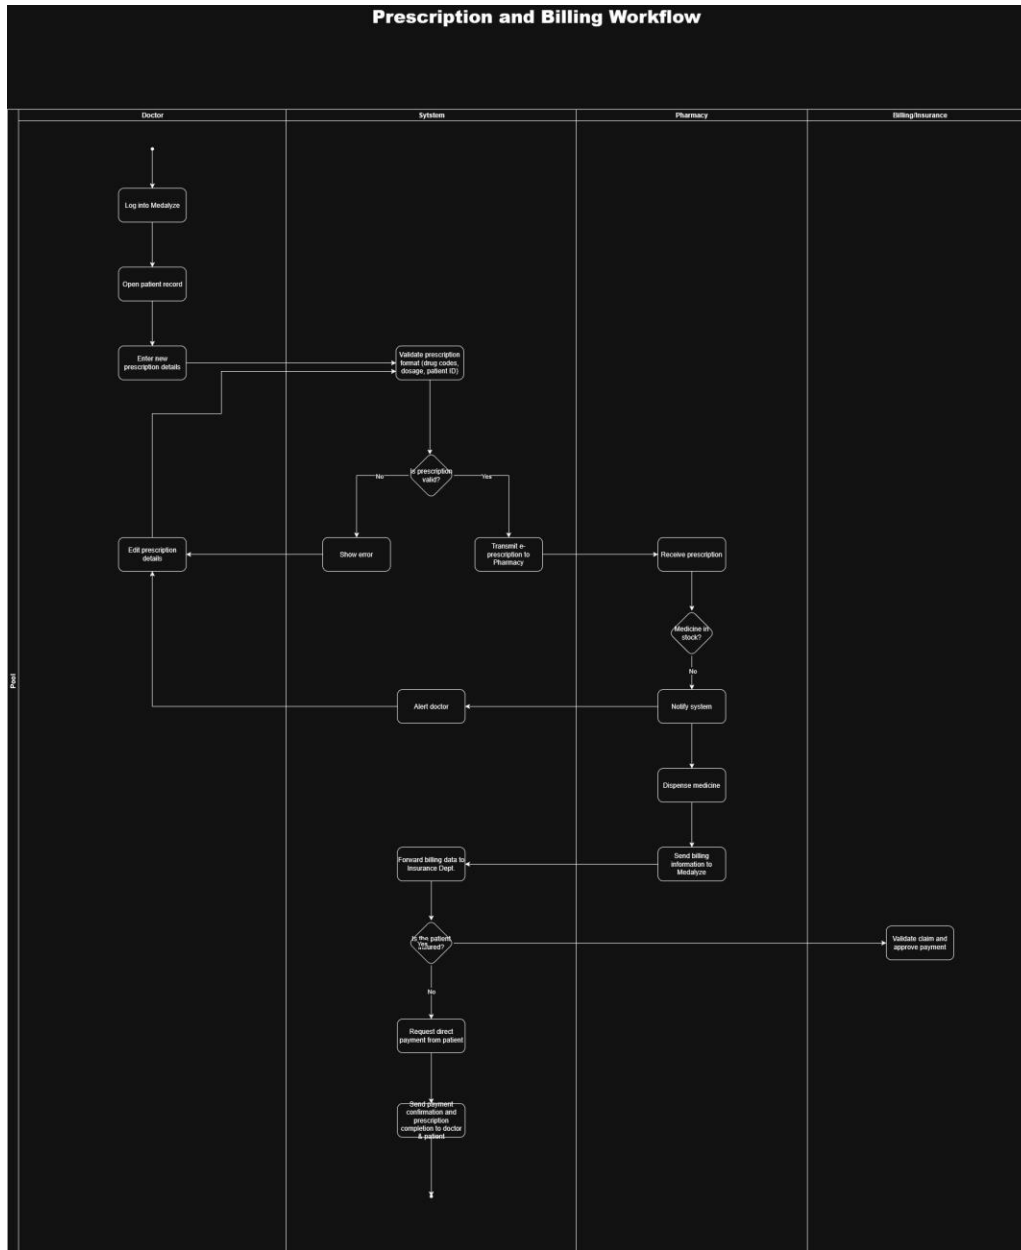 Prescription and Billing Workflow
Doctor
Sytstem
Pharmacy
Billing/Insurance
Pool
Log into Medalyze
Open patient record
Enter new
prescription details
Validate prescription
format (drug codes,
dosage, patient ID)
Is prescription
valid?
No
Yes
Edit prescription
details
Show error
Transmit e-
prescription to
Pharmacy
Receive prescription
Medicine in
stock?
No
Alert doctor
Notify system
Dispense medicine
Forward billing data to
Insurance Dept.
Send billing
information to
Medalyze
Is the patient
Yes
insured?
Validate claim and
approve payment
No
Request direct
payment from patient
Send payment
confirmation and
prescription
completion to doctor
& patient